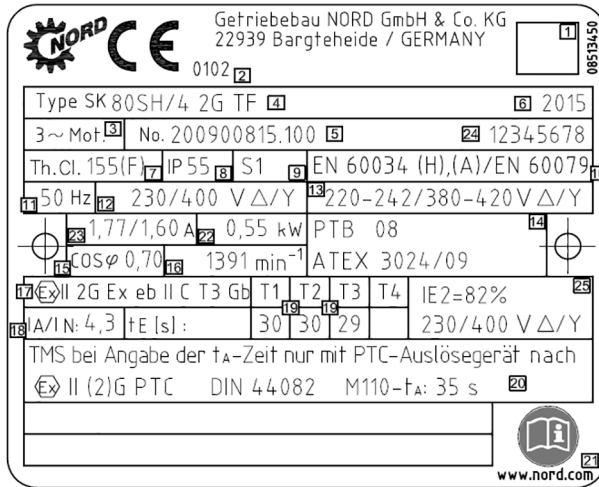 NORD
CE
Getriebebau NORD GmbH & Co. KG
22939 Bargteheide / GERMANY
1
08513450
0102 2
Type SK 80SH/4 2G TF 4 6 2015
3~ Mot. 3 No. 200900815.100 5 24 12345678
Th.Cl. 155(F) 7 IP 55 8 S1 9 EN 60034 (H),(A)/EN 60079
11 50 Hz 12 230/400 V △/Y 13 220-242/380-420V △/Y
23 1,77/1,60 A 22 0,55 kW PTB 08 14
15 cosφ 0,70 16 1391 min⁻¹ ATEX 3024/09
17 Ex II 2G Ex eb II C T3 Gb T1 T2 T3 T4 IE2=82% 25
19 19
18 IA/IN: 4,3 tE [s] : 30 30 29 230/400 V △/Y
TMS bei Angabe der tA-Zeit nur mit PTC-Auslösegerät nach
Ex II (2)G PTC DIN 44082 M110-tA: 35 s 20
21
www.nord.com